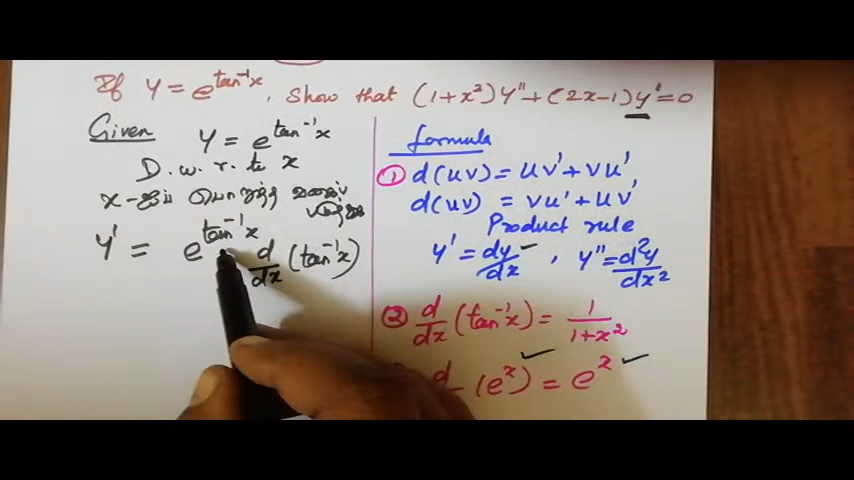 If y = e^tan⁻¹x, show that (1+x²)y''+(2x-1)y'=0
Given y = e^tan⁻¹x
D.w.r.to x
x-ஐப் பொறுத்து வகைப்
y' = e^tan⁻¹x d/dx (tan⁻¹x)
formula
① d(uv) = uv' + vu'
d(uv) = vu' + uv'
Product rule
y' = dy/dx ✓, y'' = d²y/dx²
② d/dx (tan⁻¹x) = 1/1+x²
d (eˣ) ✓ = eˣ ✓